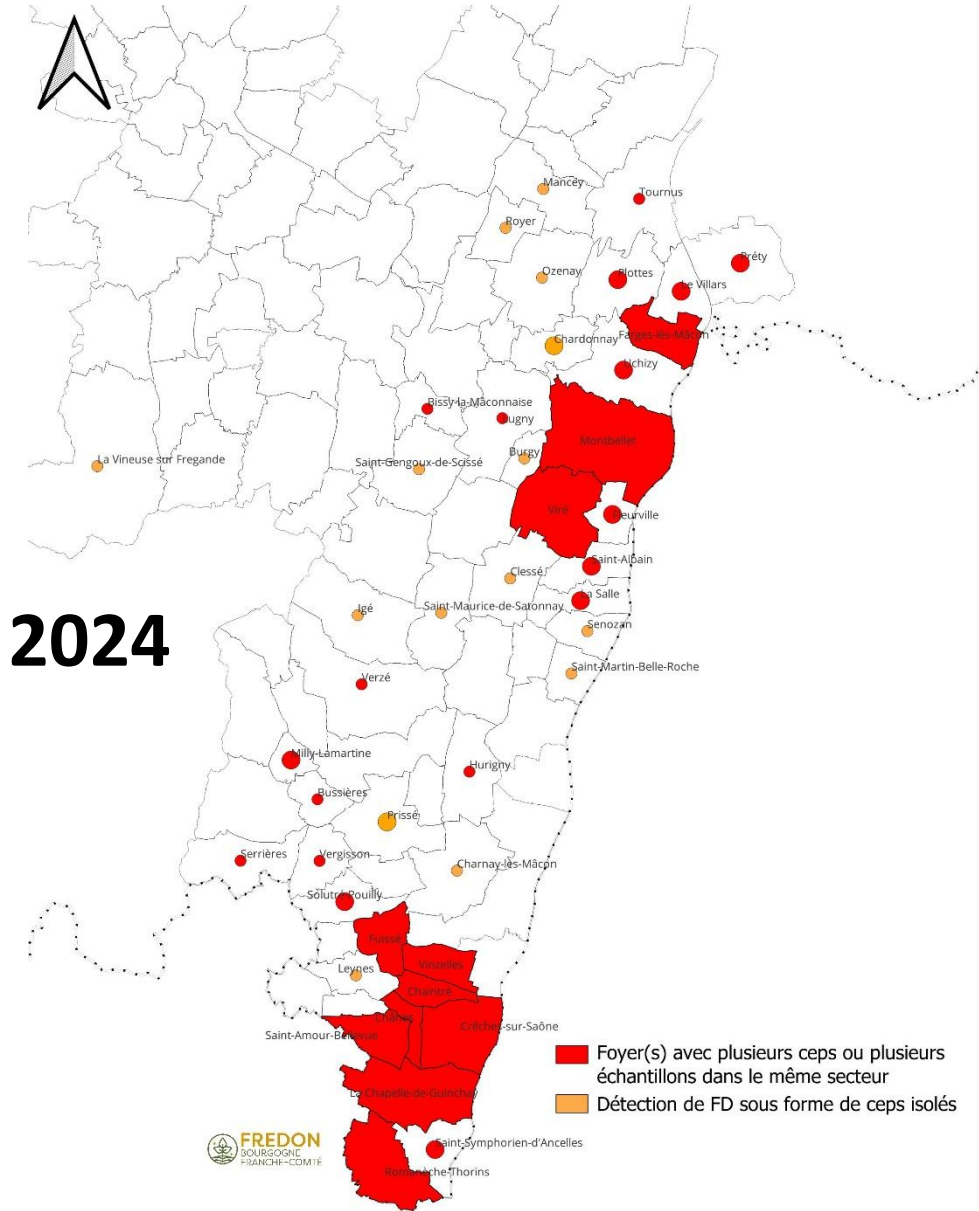 Mancey
Tournus
Royer
Préty
Ozenay
Plottes
Le Villars
Farges-lès-Mâcon
Chardonnay
Uchizy
Bissy-la-Mâconnaise
Lugny
Montbellet
Burgy
La Vineuse sur Fregande
Saint-Gengoux-de-Scissé
Viré
Fleurville
Saint-Albain
Clessé
La Salle
Igé
Saint-Maurice-de-Satonnay
Senozan
2024
Saint-Martin-Belle-Roche
Verzé
Milly-Lamartine
Hurigny
Bussières
Prissé
Serrières
Vergisson
Charnay-lès-Mâcon
Solutré-Pouilly
Fuissé
Vinzelles
Leynes
Chaintré
Chânes
Crêches-sur-Saône
Saint-Amour-Bellevue
Foyer(s) avec plusieurs ceps ou plusieurs
échantillons dans le même secteur
La Chapelle-de-Guinchay
Détection de FD sous forme de ceps isolés
FREDON
BOURGOGNE
FRANCHE-COMTÉ
Saint-Symphorien-d'Ancelles
Romanèche-Thorins